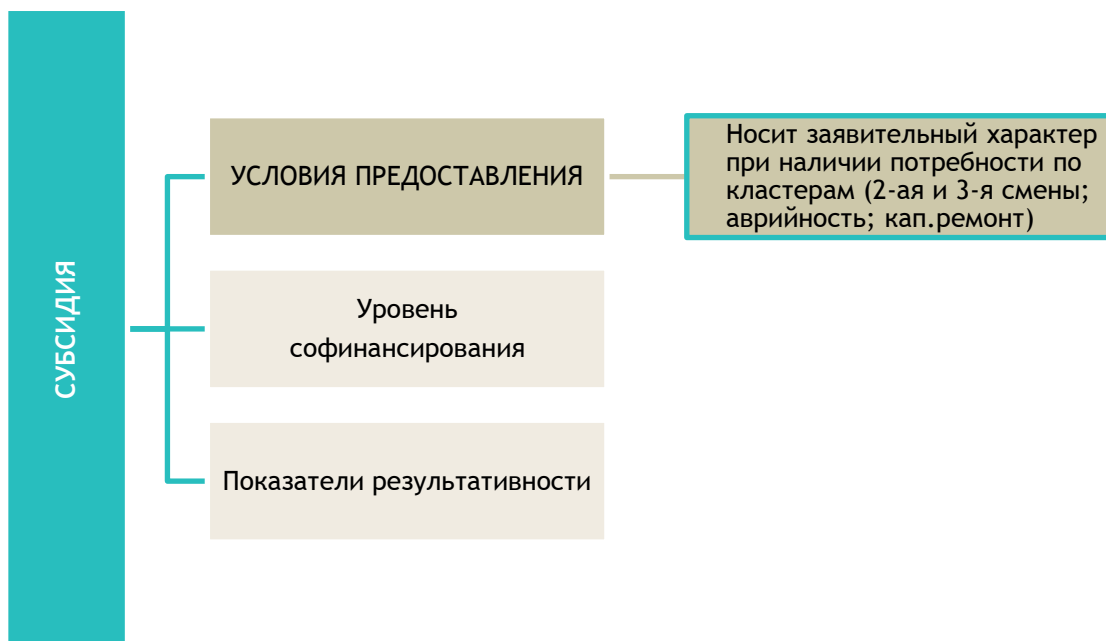 СУБСИДИЯ
УСЛОВИЯ ПРЕДОСТАВЛЕНИЯ
Носит заявительный характер
при наличии потребности по
кластерам (2-ая и 3-я смены;
аврийность; кап.ремонт)
Уровень
софинансирования
Показатели результативности